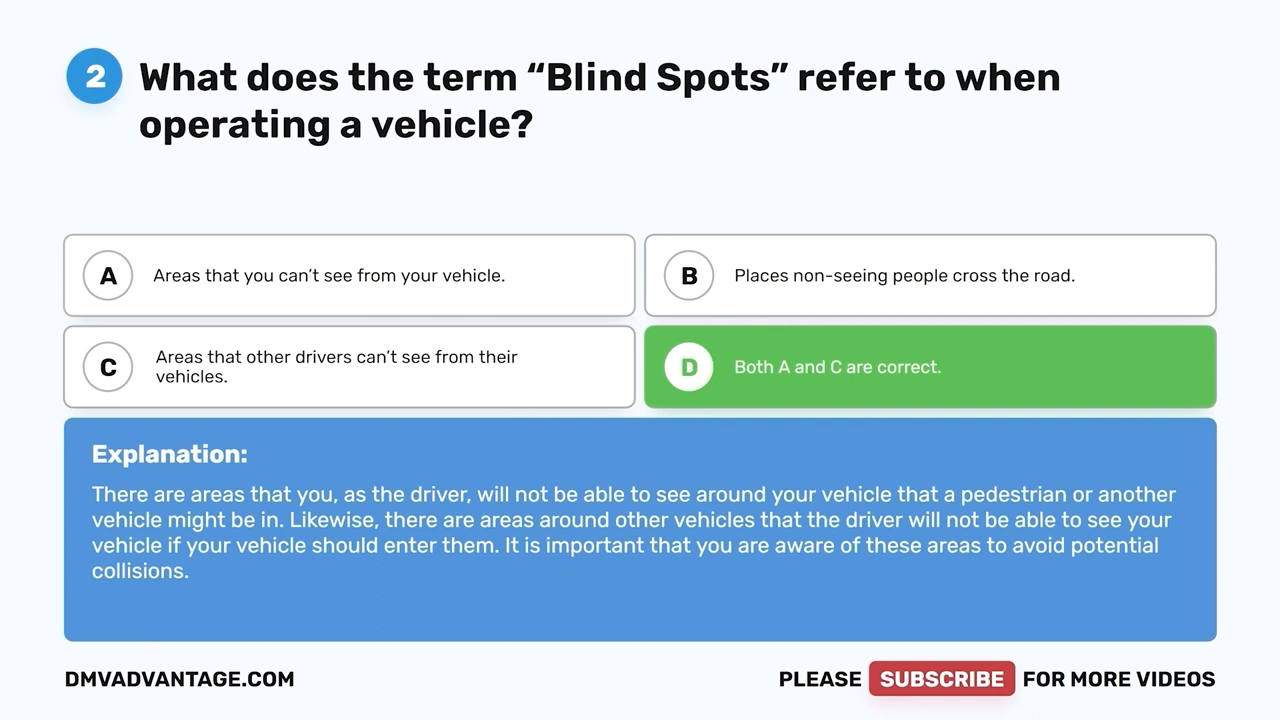 2
What does the term “Blind Spots” refer to when
operating a vehicle?
A
Areas that you can’t see from your vehicle.
B
Places non-seeing people cross the road.
C
Areas that other drivers can’t see from their
vehicles.
D
Both A and C are correct.
Explanation:
There are areas that you, as the driver, will not be able to see around your vehicle that a pedestrian or another
vehicle might be in. Likewise, there are areas around other vehicles that the driver will not be able to see your
vehicle if your vehicle should enter them. It is important that you are aware of these areas to avoid potential
collisions.
DMVADVANTAGE.COM
PLEASE SUBSCRIBE FOR MORE VIDEOS